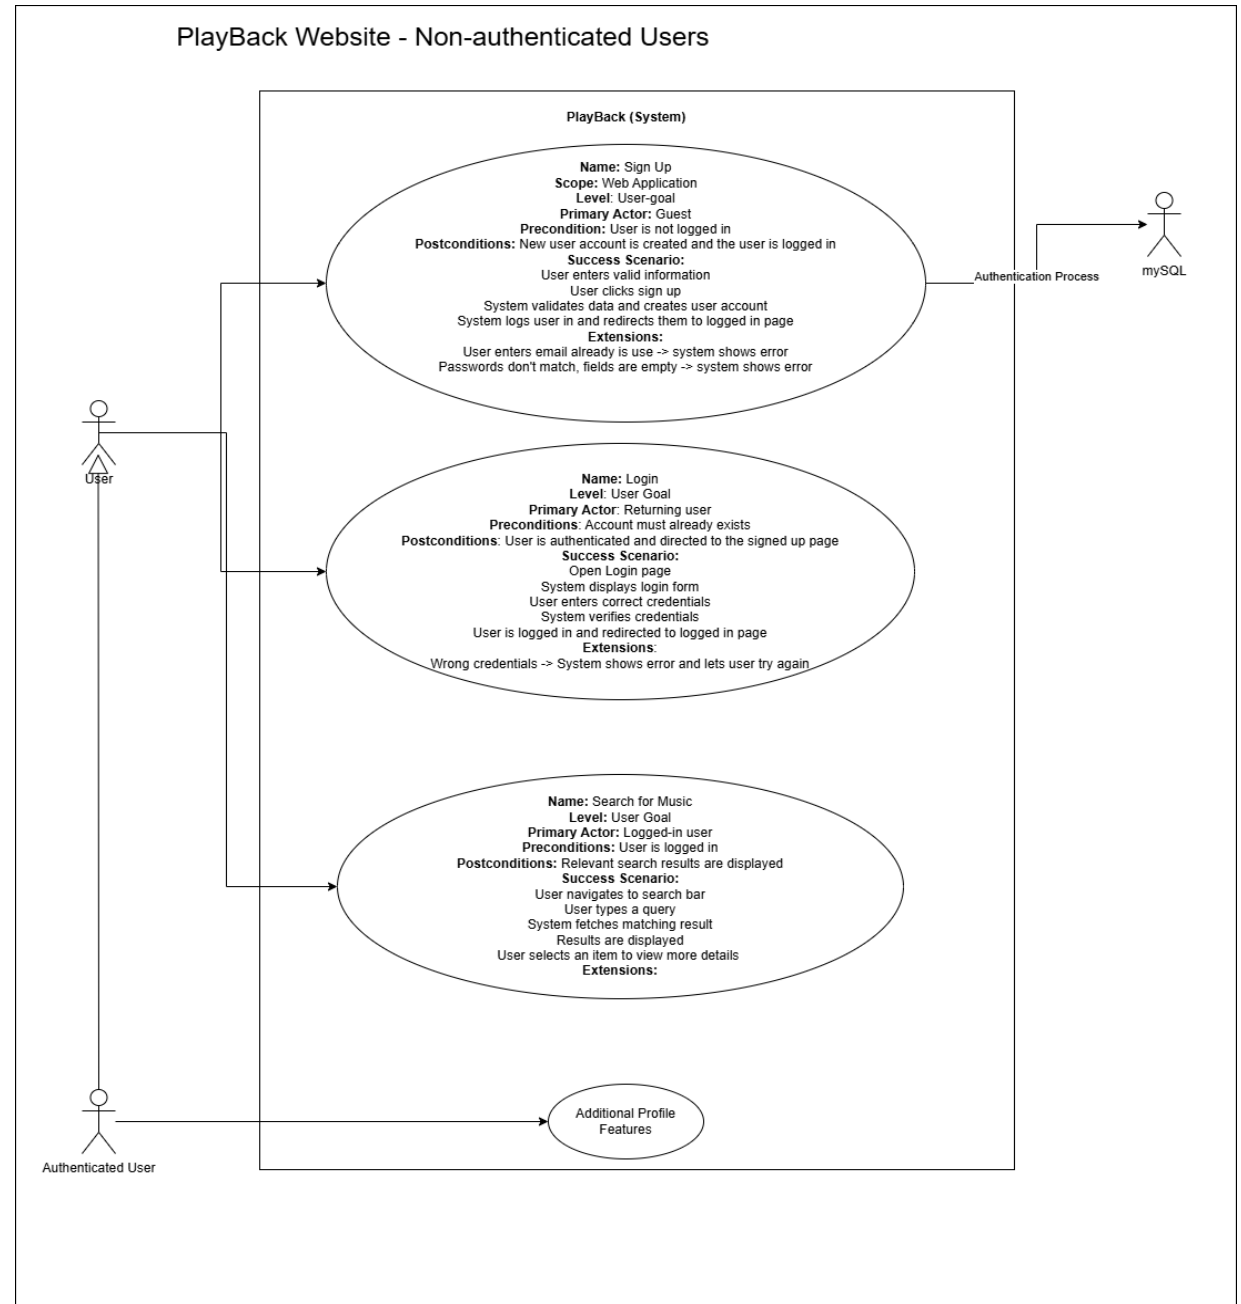 PlayBack Website - Non-authenticated Users
PlayBack (System)
Name: Sign Up
Scope: Web Application
Level: User-goal
Primary Actor: Guest
Precondition: User is not logged in
Postconditions: New user account is created and the user is logged in
Success Scenario:
User enters valid information
User clicks sign up
System validates data and creates user account
System logs user in and redirects them to logged in page
Extensions:
User enters email already is use -> system shows error
Passwords don't match, fields are empty -> system shows error
Authentication Process
mySQL
User
Name: Login
Level: User Goal
Primary Actor: Returning user
Preconditions: Account must already exists
Postconditions: User is authenticated and directed to the signed up page
Success Scenario:
Open Login page
System displays login form
User enters correct credentials
System verifies credentials
User is logged in and redirected to logged in page
Extensions:
Wrong credentials -> System shows error and lets user try again
Name: Search for Music
Level: User Goal
Primary Actor: Logged-in user
Preconditions: User is logged in
Postconditions: Relevant search results are displayed
Success Scenario:
User navigates to search bar
User types a query
System fetches matching result
Results are displayed
User selects an item to view more details
Extensions:
Additional Profile
Features
Authenticated User